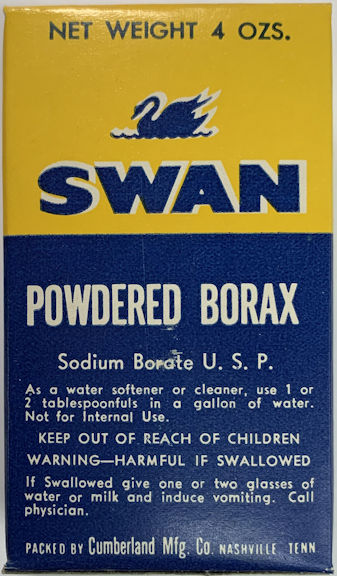 NET WEIGHT 4 OZS.
SWAN
POWDERED BORAX
Sodium Borate U. S. P.
As a water softener or cleaner, use 1 or
2 tablespoonfuls in a gallon of water.
Not for Internal Use.
KEEP OUT OF REACH OF CHILDREN
WARNING—HARMFUL IF SWALLOWED
If Swallowed give one or two glasses of
water or milk and induce vomiting. Call
physician.
PACKED BY Cumberland Mfg. Co. NASHVILLE TENN